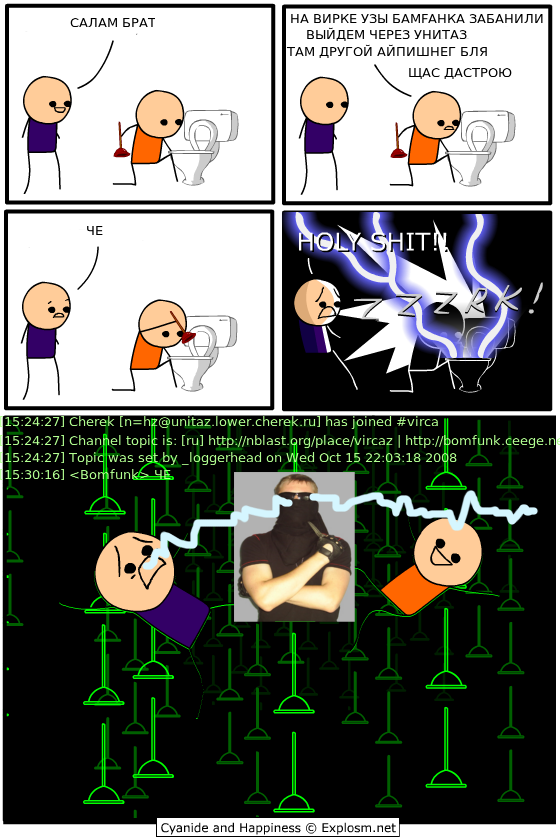 САЛАМ БРАТ
НА ВИРКЕ УЗЫ БАМҒАНКА ЗАБАНИЛИ
ВЫЙДЕМ ЧЕРЕЗ УНИТАЗ
ТАМ ДРУГОЙ АЙПИШНЕГ БЛЯ
ЩАС ДАСТРОЮ
ЧЕ
HOLY SHIT!!
ZZZRK!
[15:24:27] Cherek [n=hz@unitaz.lower.cherek.ru] has joined #virca
[15:24:27] Channel topic is: [ru] http://nblast.org/place/vircaz | http://bomfunk.ceege.n
[15:24:27] Topic was set by _loggerhead on Wed Oct 15 22:03:18 2008
[15:30:16] <Bomfunk> ЧЕ
Cyanide and Happiness © Explosm.net